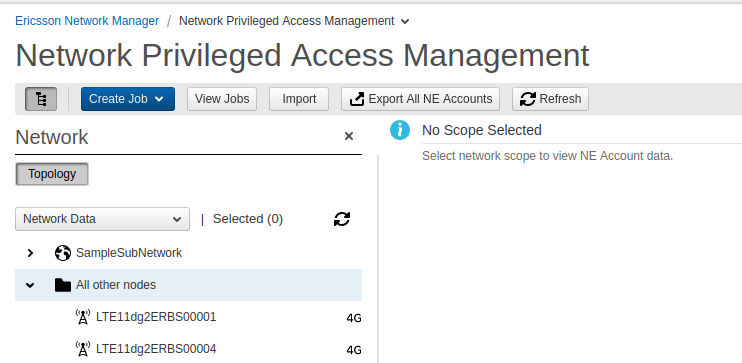 Ericsson Network Manager / Network Privileged Access Management
Network Privileged Access Management
Create Job View Jobs Import Export All NE Accounts Refresh
Network
No Scope Selected
Select network scope to view NE Account data.
Topology
Network Data | Selected (0)
SampleSubNetwork
All other nodes
LTE11dg2ERBS00001 4G
LTE11dg2ERBS00004 4G